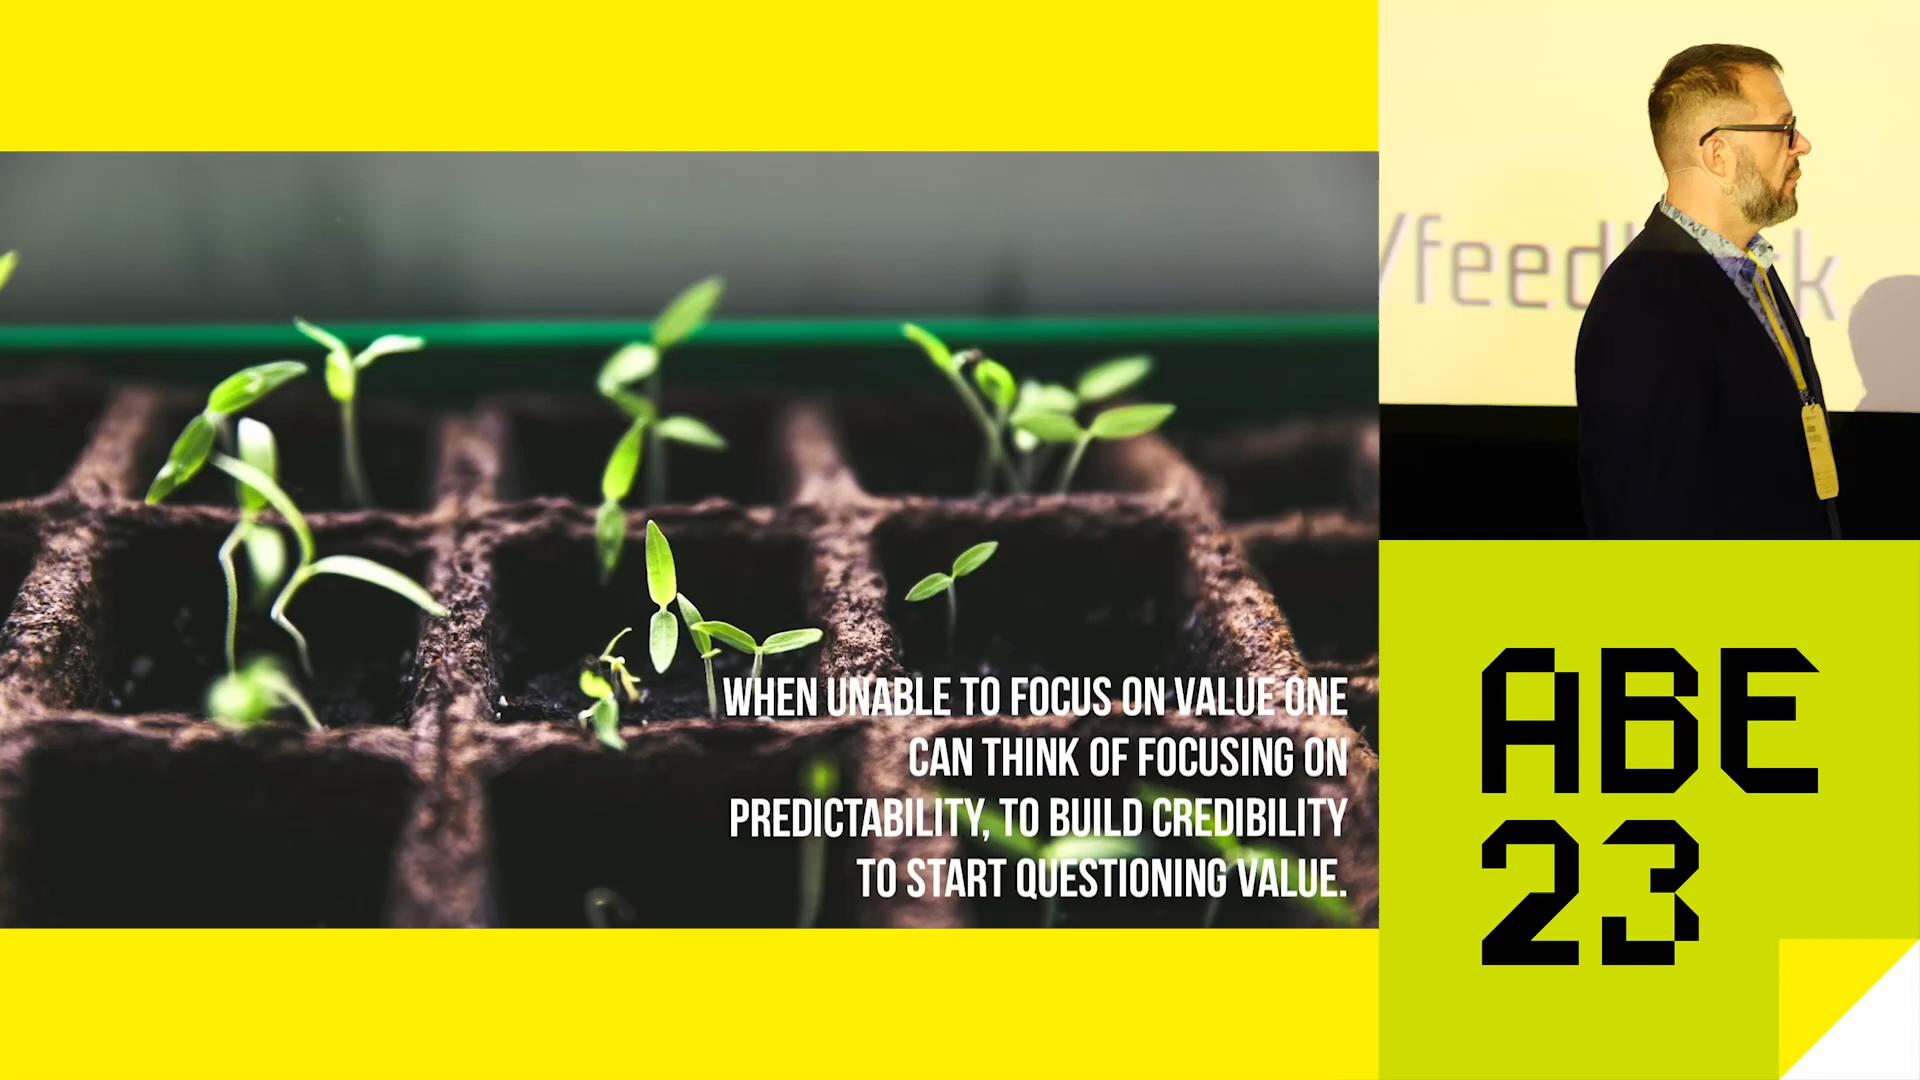 WHEN UNABLE TO FOCUS ON VALUE ONE
CAN THINK OF FOCUSING ON
PREDICTABILITY, TO BUILD CREDIBILITY
TO START QUESTIONING VALUE.
ABE
23